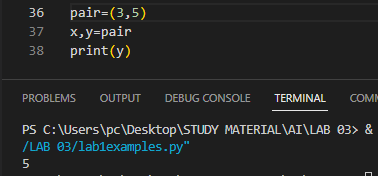 36 pair=(3,5)
37 x,y=pair
38 print(y)
PROBLEMS OUTPUT DEBUG CONSOLE TERMINAL COM
PS C:\Users\pc\Desktop\STUDY MATERIAL\AI\LAB 03> &
/LAB 03/lab1examples.py"
5